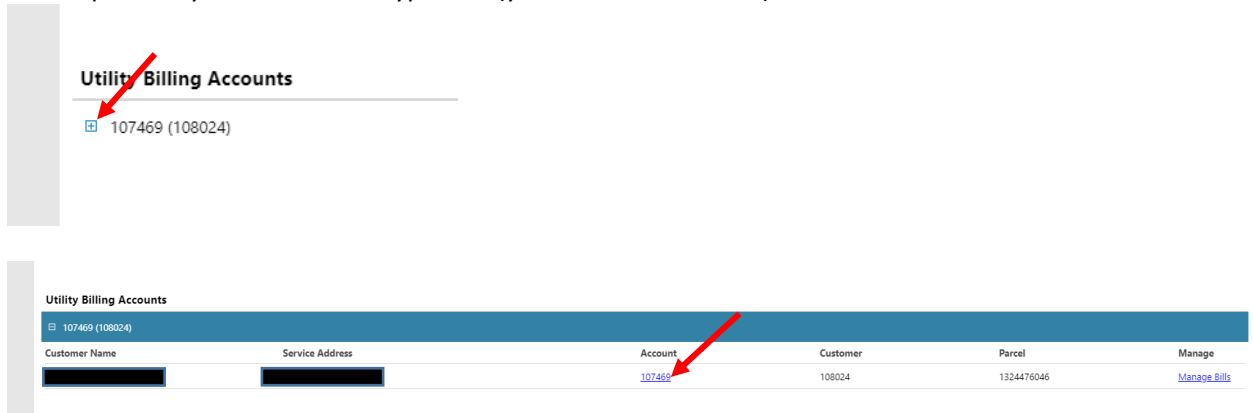 Utility Billing Accounts
107469 (108024)
Utility Billing Accounts
107469 (108024)
Customer Name Service Address Account Customer Parcel Manage
107469 108024 1324476046 Manage Bills